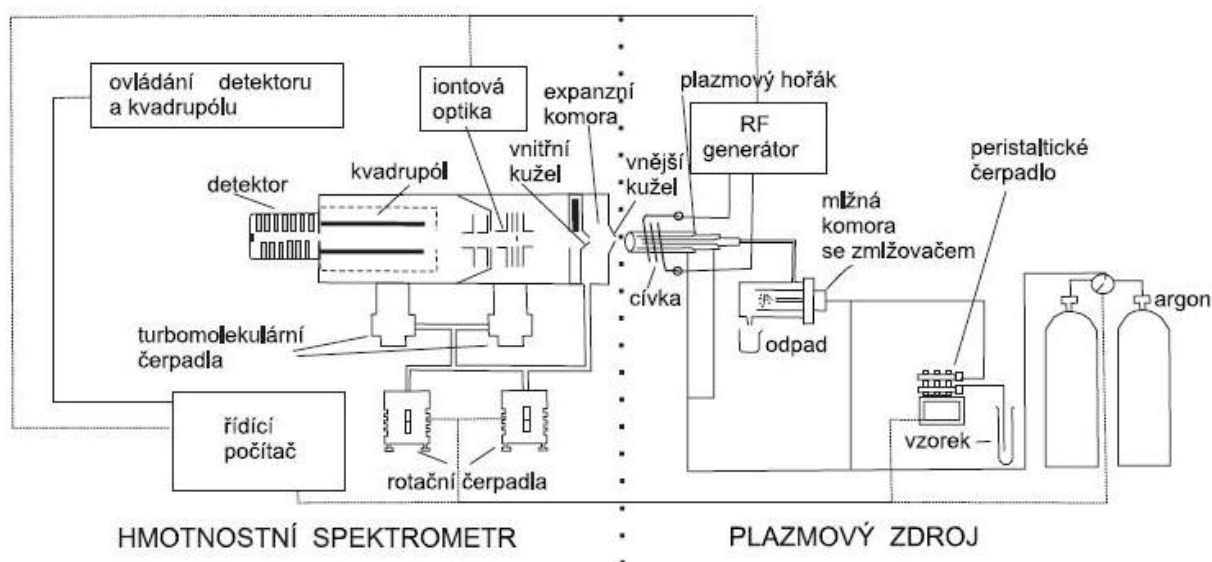 ovládání detektoru
a kvadrupólu
iontová
optika
expanzní
komora
plazmový hořák
RF
generátor
peristaltické
čerpadlo
vnitřní
kužel
vnější
kužel
detektor
kvadrupól
mlžná
komora
se zmlžovačem
cívka
argon
odpad
turbomolekulární
čerpadla
řídící
počítač
vzorek
rotační čerpadla
HMOTNOSTNÍ SPEKTROMETR
PLAZMOVÝ ZDROJ